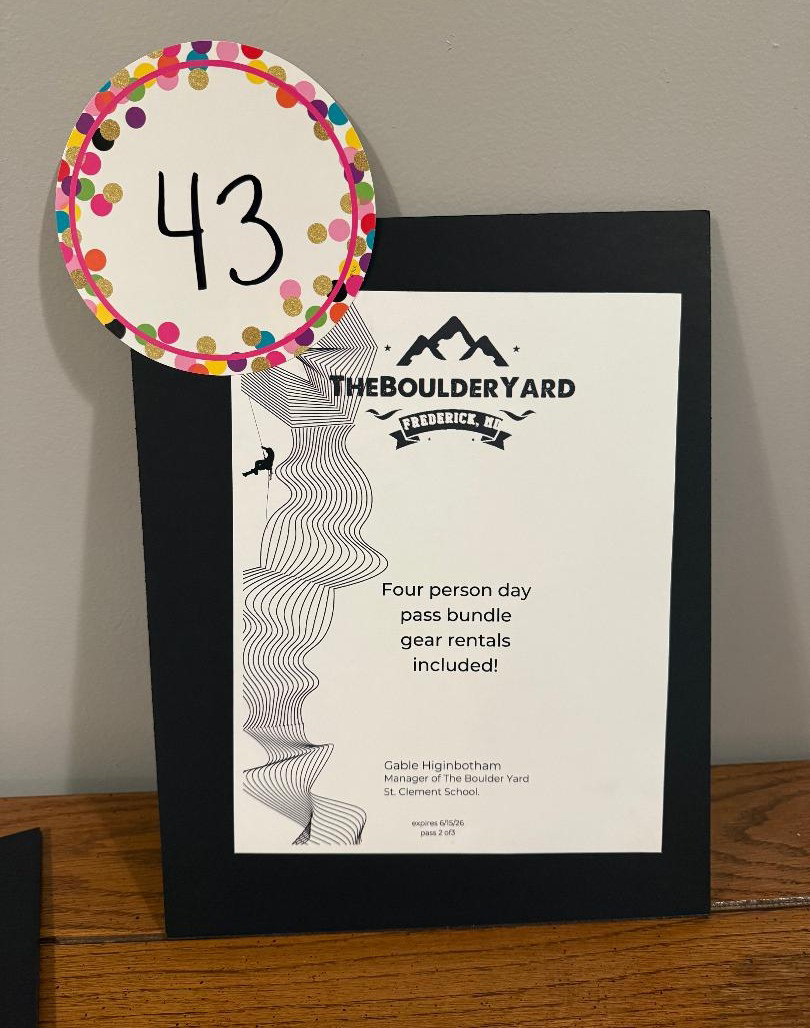 43
THEBOULDERYARD
FREDERICK, MD
Four person day
pass bundle
gear rentals
included!
Gable Higinbotham
Manager of The Boulder Yard
St. Clement School.
expires 6/15/26
pass 2 of3